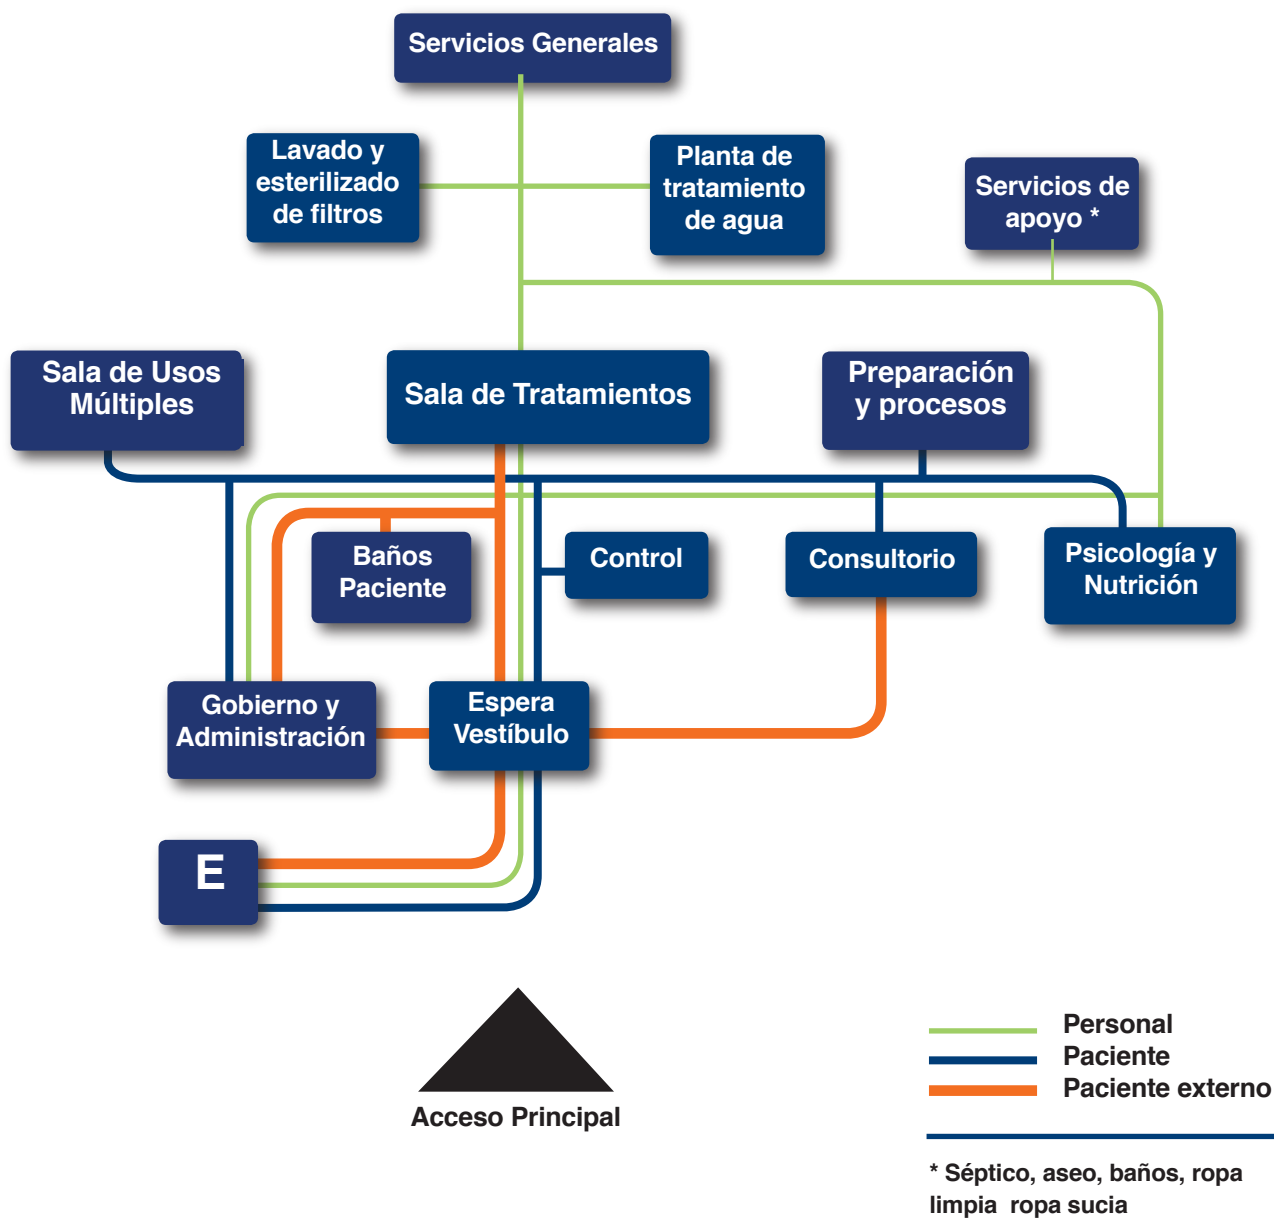 Servicios Generales
Lavado y
esterilizado
de filtros
Planta de
tratamiento
de agua
Servicios de
apoyo *
Sala de Usos
Múltiples
Sala de Tratamientos
Preparación
y procesos
Baños
Paciente
Control
Consultorio
Psicología y
Nutrición
Gobierno y
Administración
Espera
Vestíbulo
E
Acceso Principal
Personal
Paciente
Paciente externo
* Séptico, aseo, baños, ropa
limpia ropa sucia